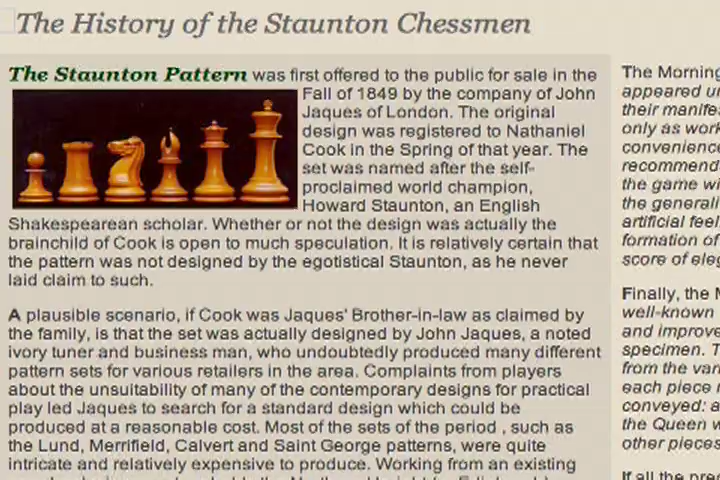 The History of the Staunton Chessmen
The Staunton Pattern was first offered to the public for sale in the
Fall of 1849 by the company of John
Jaques of London. The original
design was registered to Nathaniel
Cook in the Spring of that year. The
set was named after the self-
proclaimed world champion,
Howard Staunton, an English
Shakespearean scholar. Whether or not the design was actually the
brainchild of Cook is open to much speculation. It is relatively certain that
the pattern was not designed by the egotistical Staunton, as he never
laid claim to such.
A plausible scenario, if Cook was Jaques' Brother-in-law as claimed by
the family, is that the set was actually designed by John Jaques, a noted
ivory tuner and business man, who undoubtedly produced many different
pattern sets for various retailers in the area. Complaints from players
about the unsuitability of many of the contemporary designs for practical
play led Jaques to search for a standard design which could be
produced at a reasonable cost. Most of the sets of the period , such as
the Lund, Merrifield, Calvert and Saint George patterns, were quite
intricate and relatively expensive to produce. Working from an existing
The Morning
appeared
their
only as
convenience
recommend
the game
the
artificial
formation of
score of
Finally, the
well-known
and
specimen.
from the
each piece
conveyed: a
the Queen
other pieces
If all the